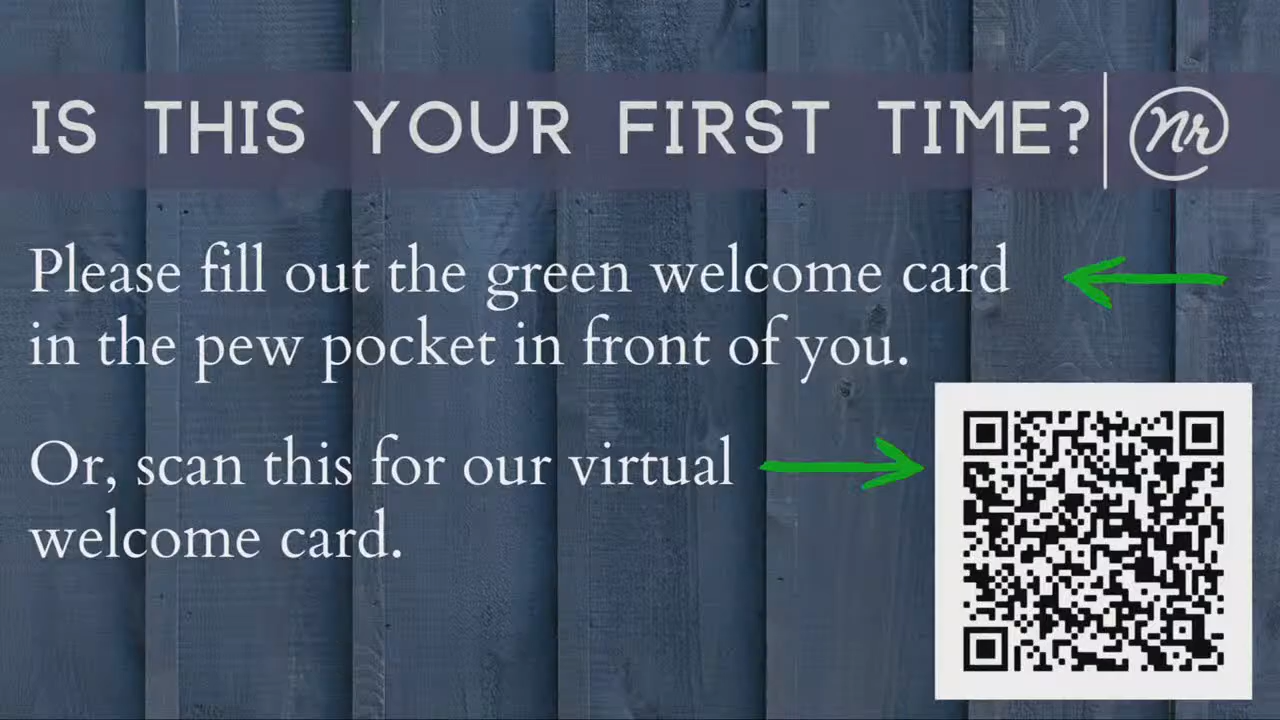 IS THIS YOUR FIRST TIME?
nr
Please fill out the green welcome card
in the pew pocket in front of you.
Or, scan this for our virtual
welcome card.